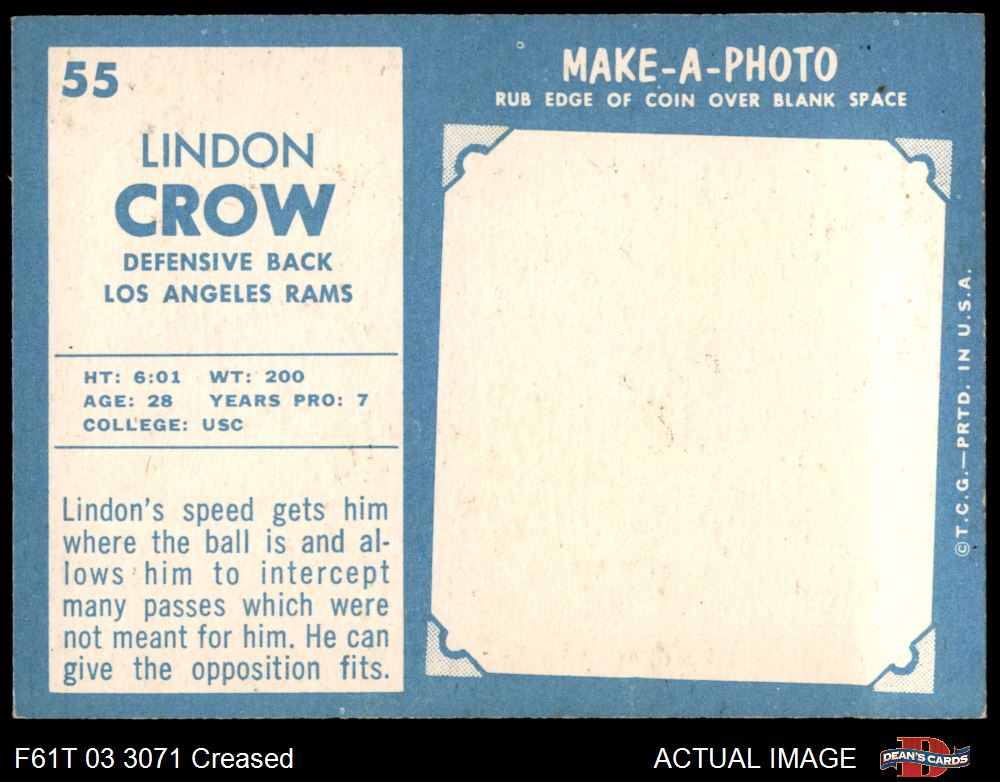 55
LINDON
CROW
DEFENSIVE BACK
LOS ANGELES RAMS
HT: 6:01 WT: 200
AGE: 28 YEARS PRO: 7
COLLEGE: USC
Lindon's speed gets him
where the ball is and al-
lows him to intercept
many passes which were
not meant for him. He can
give the opposition fits.
MAKE-A-PHOTO
RUB EDGE OF COIN OVER BLANK SPACE
©T.C.G.—PRTD. IN U.S.A.
F61T 03 3071 Creased
ACTUAL IMAGE
DEAN'S CARDS